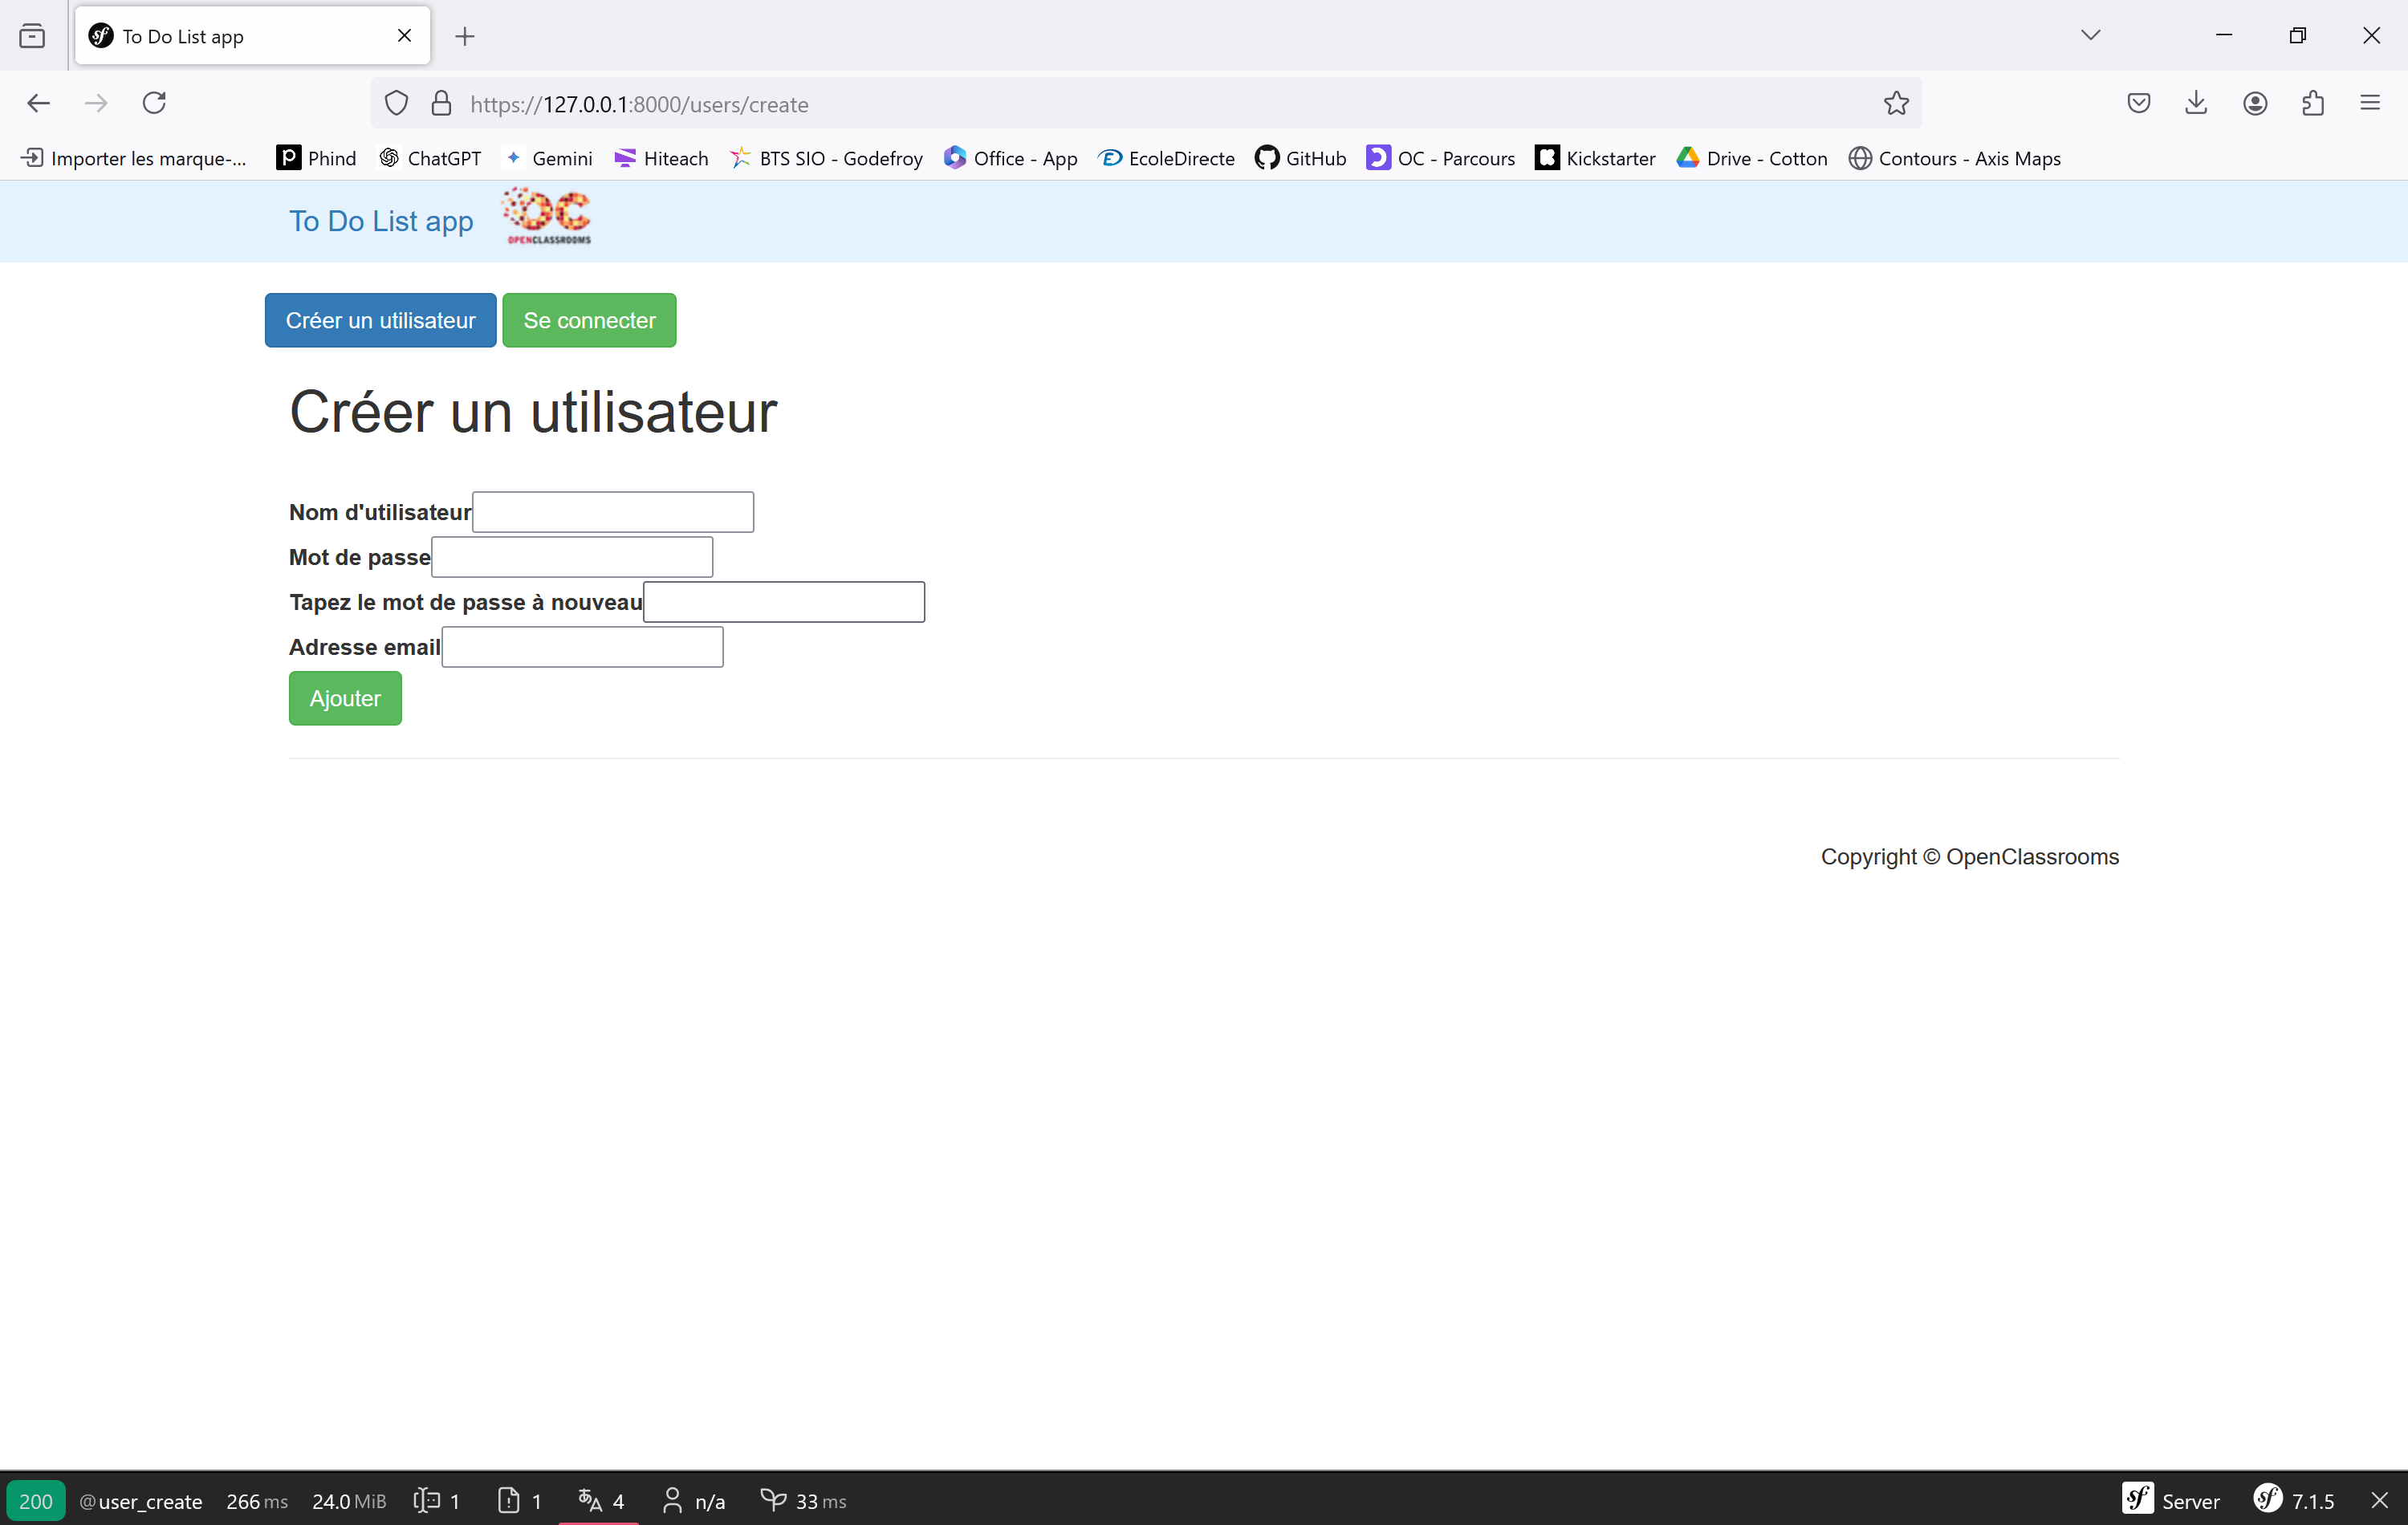 To Do List app
https://127.0.0.1:8000/users/create
Importer les marque-... Phind ChatGPT Gemini Hiteach BTS SIO - Godefroy Office - App EcoleDirecte GitHub OC - Parcours Kickstarter Drive - Cotton Contours - Axis Maps
To Do List app OC OPENCLASSROOMS
Créer un utilisateur Se connecter
Créer un utilisateur
Nom d'utilisateur
Mot de passe
Tapez le mot de passe à nouveau
Adresse email
Ajouter
Copyright © OpenClassrooms
200 @user_create 266 ms 24.0 MiB 1 1 4 n/a 33 ms sf Server sf 7.1.5